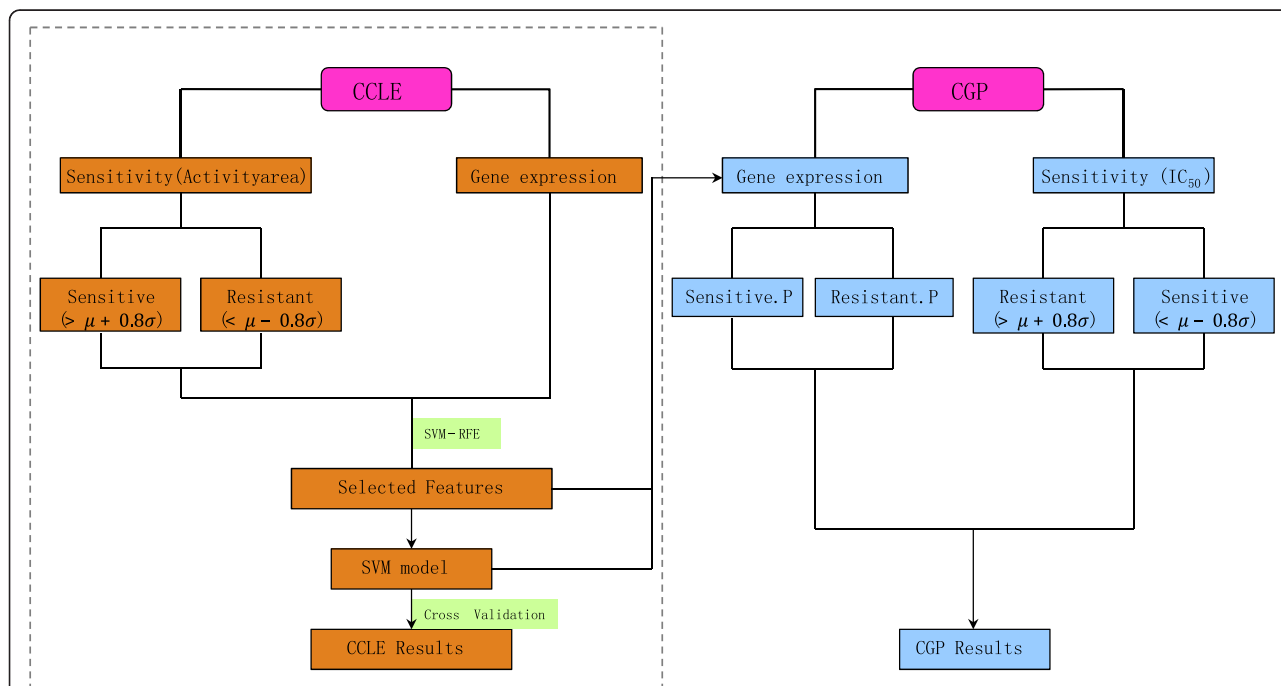 CCLE
CGP
Sensitivity(Activityarea)
Gene expression
Gene expression
Sensitivity (IC₅₀)
Sensitive
(> μ + 0.8σ)
Resistant
(< μ − 0.8σ)
Sensitive.P
Resistant.P
Resistant
(> μ + 0.8σ)
Sensitive
(< μ − 0.8σ)
SVM-RFE
Selected Features
SVM model
Cross Validation
CCLE Results
CGP Results